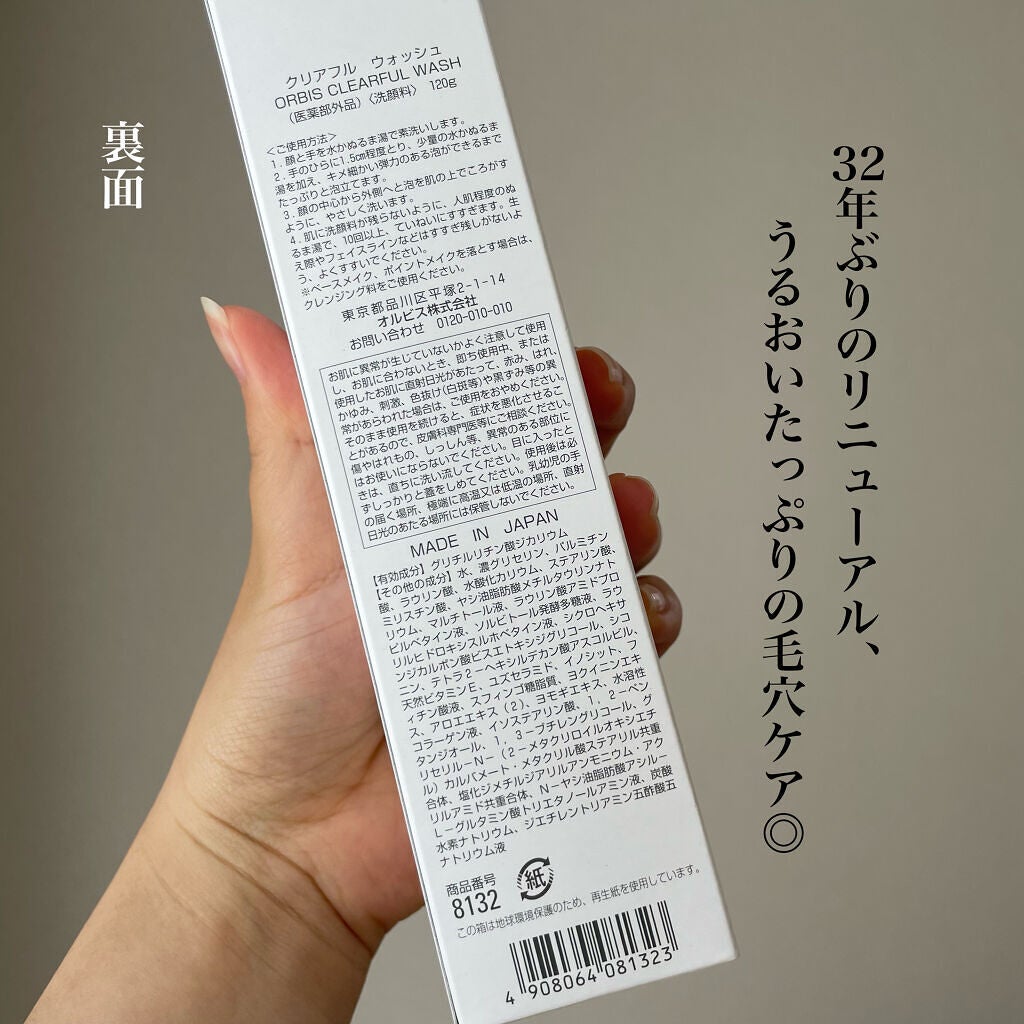 裏面
32年ぶりのリニューアル、
うるおいたっぷりの毛穴ケア◎
クリアフル ウォッシュ
ORBIS CLEARFUL WASH
(医薬部外品)〈洗顔料〉 120g
<ご使用方法>
1.顔と手を水かぬるま湯で素洗いします。
2.手のひらに1.5cm程度とり、少量の水かぬるま
湯を加え、キメ細かい弾力のある泡ができるまで
たっぷりと泡立てます。
3.顔の中心から外側へと泡を肌の上でころがす
ように、やさしく洗います。
4.肌に洗顔料が残らないように、人肌程度のぬ
るま湯で、10回以上、ていねいにすすぎます。生
え際やフェイスラインなどはすすぎ残しがないよ
う、よくすすいでください。
※ベースメイク、ポイントメイクを落とす場合は、
クレンジング料をご使用ください。
東京都品川区平塚2-1-14
オルビス株式会社
お問い合わせ 0120-010-010
お肌に異常が生じていないかよく注意して使用
し、お肌に合わないとき、即ち使用中、または
使用したお肌に直射日光があたって、赤み、はれ、
かゆみ、刺激、色抜け(白斑等)や黒ずみ等の異
常があらわれた場合は、ご使用をおやめください。
そのまま使用を続けると、症状を悪化させるこ
とがあるので、皮膚科専門医等にご相談ください。
傷やはれもの、しっしん等、異常のある部位に
はお使いにならないでください。目に入ったと
きは、直ちに洗い流してください。使用後は必
ずしっかりと蓋をしめてください。乳幼児の手
の届く場所、極端に高温又は低温の場所、直射
日光のあたる場所には保管しないでください。
MADE IN JAPAN
【有効成分】グリチルリチン酸ジカリウム
【その他の成分】水、濃グリセリン、パルミチン
酸、ラウリン酸、水酸化カリウム、ステアリン酸、
ミリスチン酸、ヤシ油脂肪酸メチルタウリンナト
リウム、マルチトール液、ラウリン酸アミドプロ
ピルベタイン液、ソルビトール発酵多糖液、ラウ
リルヒドロキシスルホベタイン液、シクロヘキサ
ンジカルボン酸ビスエトキシジグリコール、シコ
ニン、テトラ2-ヘキシルデカン酸アスコルビル、
天然ビタミンE、ユズセラミド、イノシット、フ
ィチン酸液、スフィンゴ糖脂質、ヨクイニンエキ
ス、アロエエキス(2)、ヨモギエキス、水溶性
コラーゲン液、イソステアリン酸、1、2-ペン
タンジオール、1、3-ブチレングリコール、グ
リセリル-N-(2-メタクリロイルオキシエチ
ル)カルバメート・メタクリル酸ステアリル共重
合体、塩化ジメチルジアリルアンモニウム・アク
リルアミド共重合体、N-ヤシ油脂肪酸アシル-
L-グルタミン酸トリエタノールアミン液、炭酸
水素ナトリウム、ジエチレントリアミン五酢酸五
ナトリウム液
商品番号
8132
紙
この箱は地球環境保護のため、再生紙を使用しています。
4 908064 081323